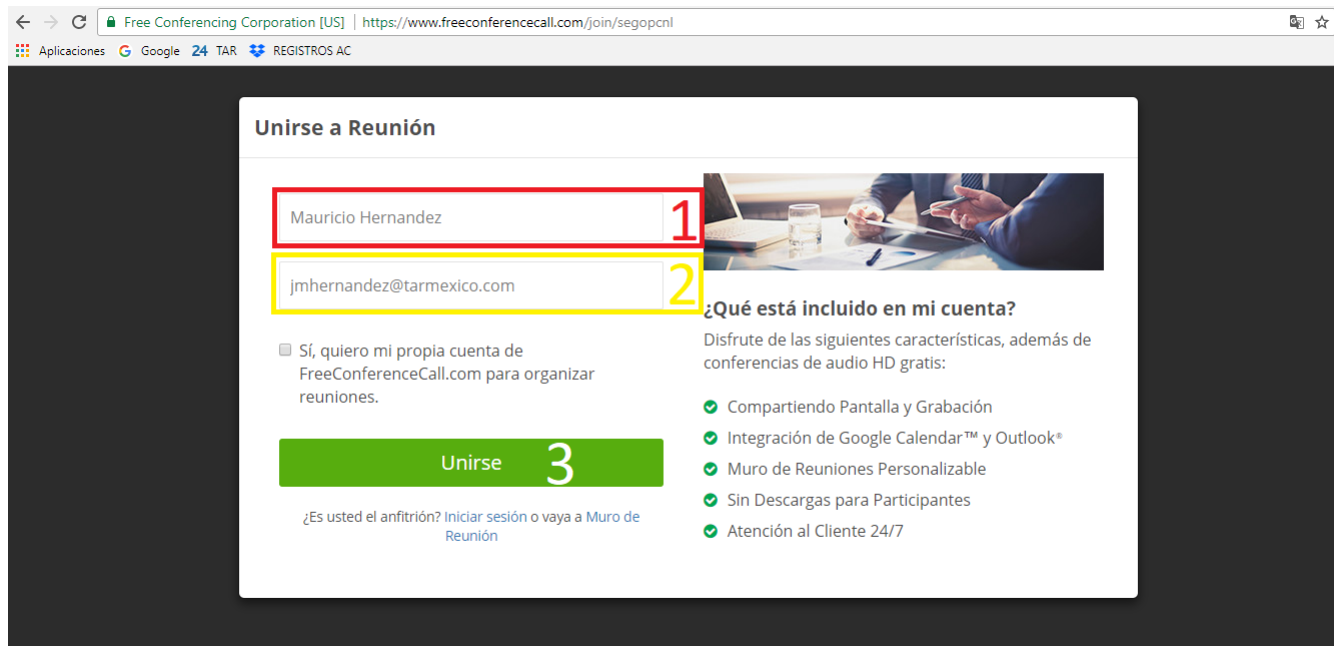 Free Conferencing Corporation [US] | https://www.freeconferencecall.com/join/segopcnl
Aplicaciones G Google 24 TAR REGISTROS AC
Unirse a Reunión
Mauricio Hernandez 1
jmhernandez@tarmexico.com 2
Sí, quiero mi propia cuenta de
FreeConferenceCall.com para organizar
reuniones.
Unirse 3
¿Es usted el anfitrión? Iniciar sesión o vaya a Muro de
Reunión
¿Qué está incluido en mi cuenta?
Disfrute de las siguientes características, además de
conferencias de audio HD gratis:
Compartiendo Pantalla y Grabación
Integración de Google Calendar™ y Outlook®
Muro de Reuniones Personalizable
Sin Descargas para Participantes
Atención al Cliente 24/7